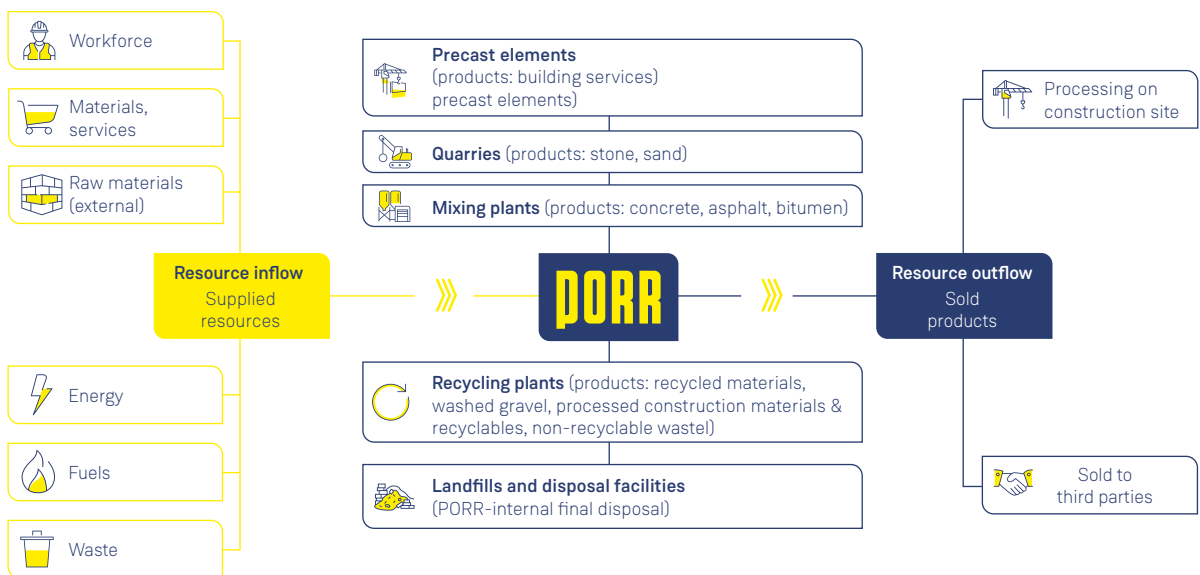 Workforce
Materials,
services
Raw materials
(external)
Resource inflow
Supplied
resources
Energy
Fuels
Waste
Precast elements
(products: building services)
precast elements)
Quarries (products: stone, sand)
Mixing plants (products: concrete, asphalt, bitumen)
PORR
Recycling plants (products: recycled materials,
washed gravel, processed construction materials &
recyclables, non-recyclable wastel)
Landfills and disposal facilities
(PORR-internal final disposal)
Processing on
construction site
Resource outflow
Sold
products
Sold to
third parties